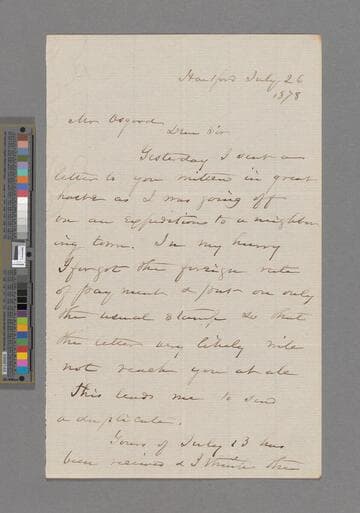 Hartford July 26
1878
Mr Osgood
Dear Sir
Yesterday I sent a
letter to you written in great
haste as I was going off
on an expedition to a neighbor
ing town. In my hurry
I forgot the foreign rate
of payment & put on only
the usual stamp so that
the letter very likely will
not reach you at all
This leads me to send
a duplicate.
Yours of July 13 has
been received & I think the